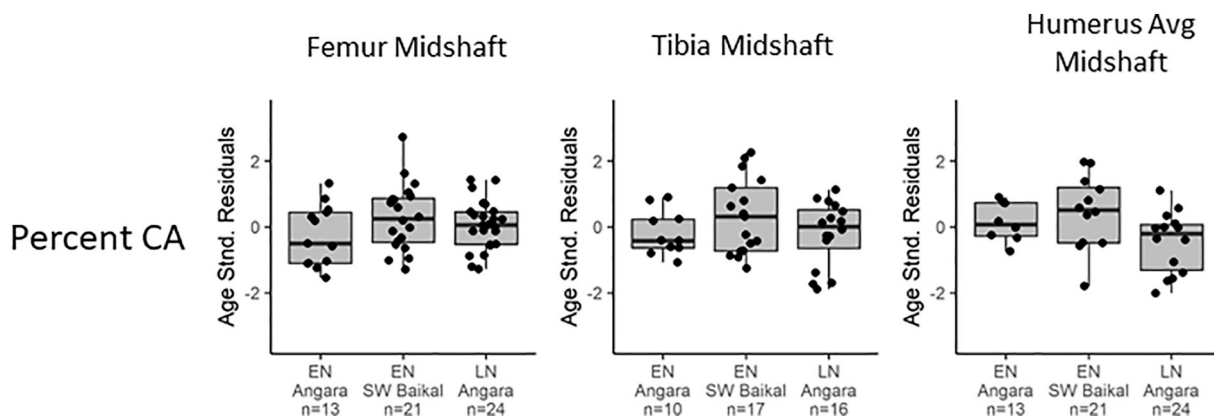 Femur Midshaft
Tibia Midshaft
Humerus Avg
Midshaft
Percent CA
Age Stnd. Residuals
2
0
-2
EN
Angara
n=13
EN
SW Baikal
n=21
LN
Angara
n=24
Age Stnd. Residuals
2
0
-2
EN
Angara
n=10
EN
SW Baikal
n=17
LN
Angara
n=16
Age Stnd. Residuals
2
0
-2
EN
Angara
n=13
EN
SW Baikal
n=21
LN
Angara
n=24